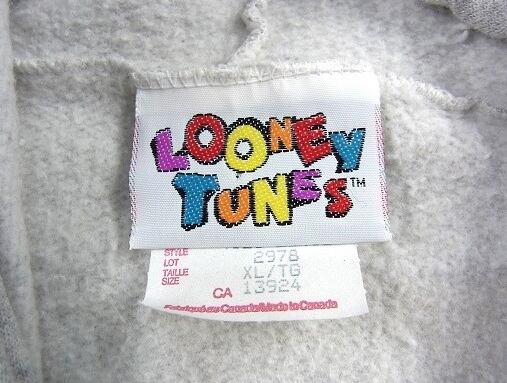 LOONEY
TUNES™
STYLE
LOT 2978
TAILLE XL/TG
SIZE
CA 13924
Fabriqué au Canada/Made in Canada